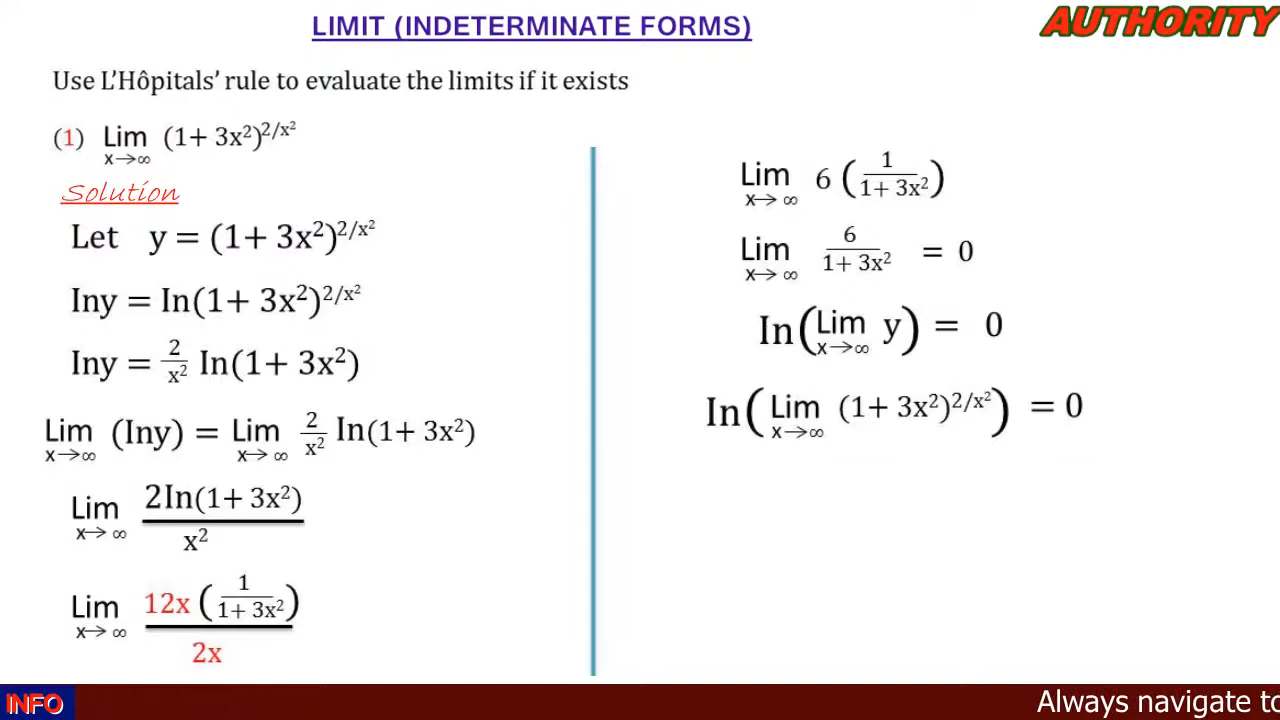 LIMIT (INDETERMINATE FORMS)
AUTHORITY
Use L'Hôpitals' rule to evaluate the limits if it exists
(1) Lim x→∞ (1+ 3x²)^2/x²
Solution
Let y = (1+ 3x²)^2/x²
Iny = In(1+ 3x²)^2/x²
Iny = 2/x² In(1+ 3x²)
Lim x→∞ (Iny) = Lim x→∞ 2/x² In(1+ 3x²)
Lim x→∞ 2In(1+ 3x²) / x²
Lim x→∞ 12x (1/(1+ 3x²)) / 2x
Lim x→∞ 6 (1/(1+ 3x²))
Lim x→∞ 6/(1+ 3x²) = 0
In(Lim x→∞ y) = 0
In(Lim x→∞ (1+ 3x²)^2/x²) = 0
INFO
Always navigate to